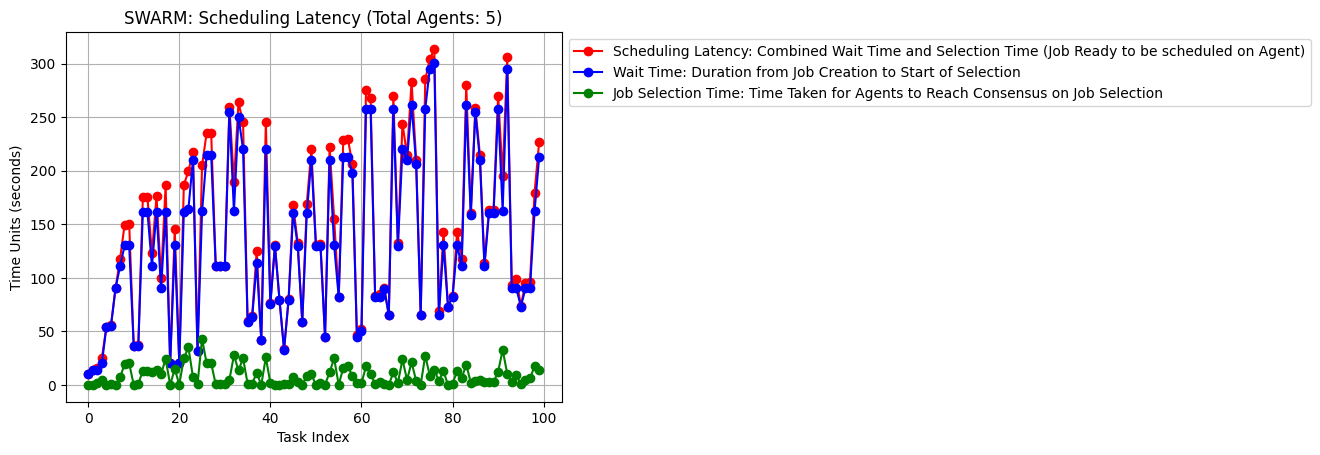 SWARM: Scheduling Latency (Total Agents: 5)
Scheduling Latency: Combined Wait Time and Selection Time (Job Ready to be scheduled on Agent)
Wait Time: Duration from Job Creation to Start of Selection
Job Selection Time: Time Taken for Agents to Reach Consensus on Job Selection
Time Units (seconds)
300
250
200
150
100
50
0
0 20 40 60 80 100
Task Index